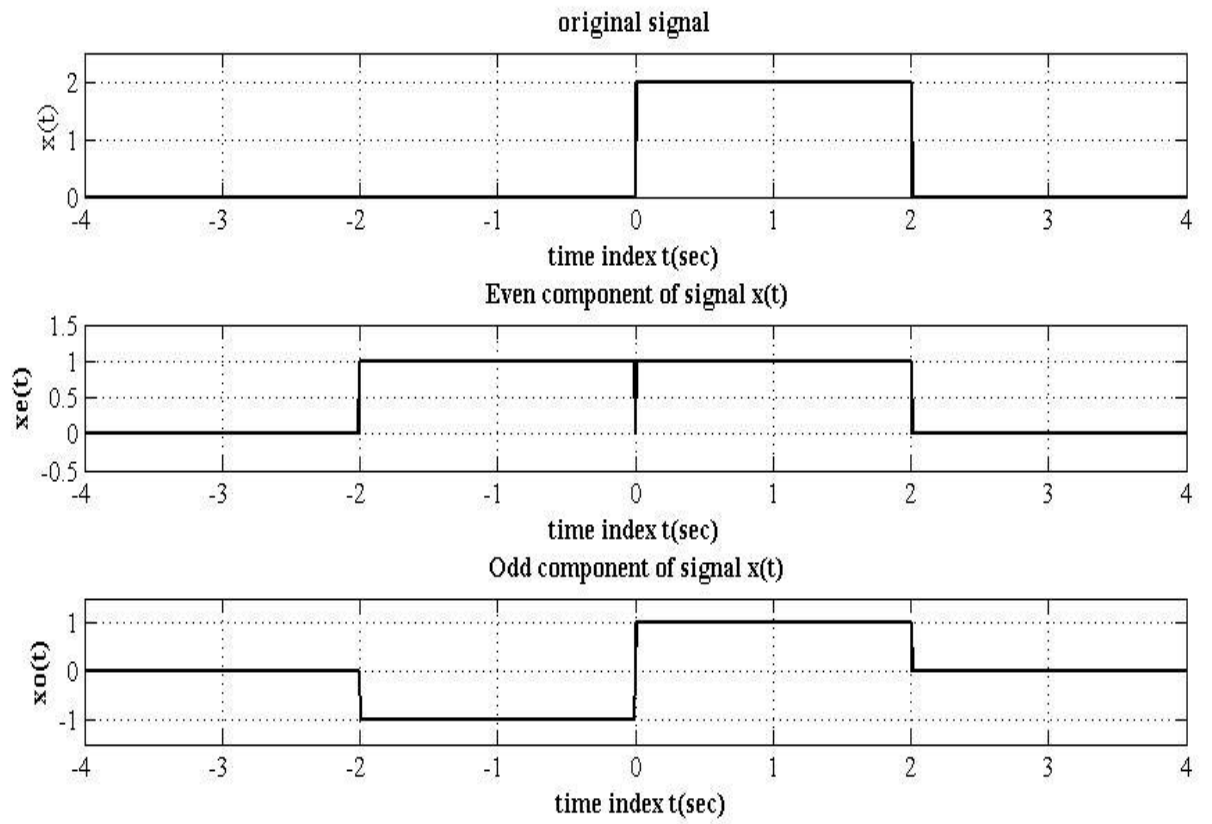 original signal
2
1
0
x(t)
-4 -3 -2 -1 0 1 2 3 4
time index t(sec)
Even component of signal x(t)
1.5
1
0.5
0
-0.5
xe(t)
-4 -3 -2 -1 0 1 2 3 4
time index t(sec)
Odd component of signal x(t)
1
0
-1
xo(t)
-4 -3 -2 -1 0 1 2 3 4
time index t(sec)